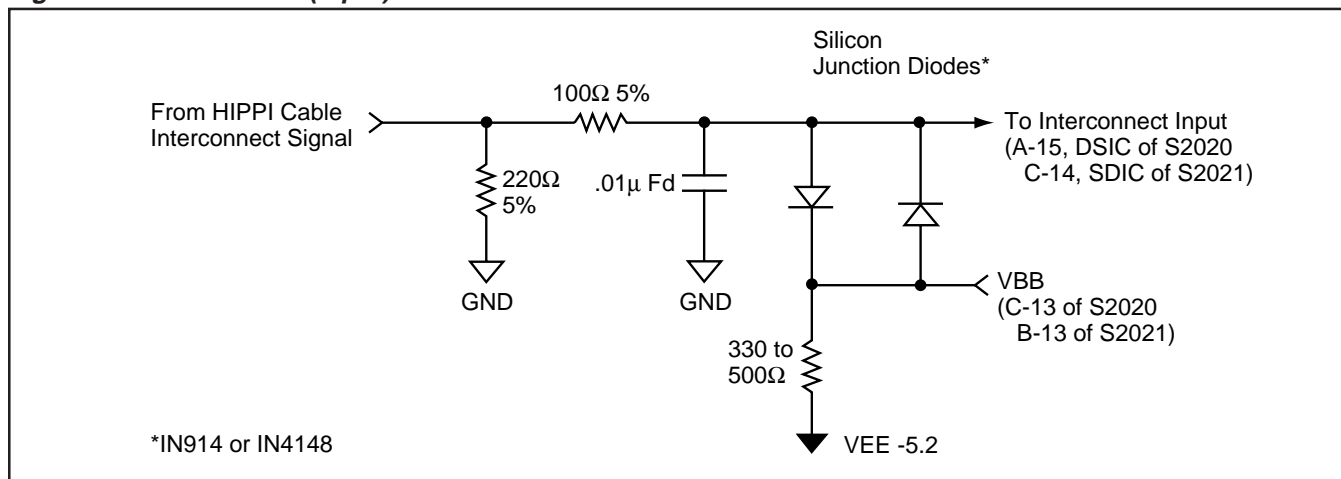 Silicon
Junction Diodes*
From HIPPI Cable
Interconnect Signal
100Ω 5%
To Interconnect Input
(A-15, DSIC of S2020
C-14, SDIC of S2021)
220Ω
5%
.01µ Fd
GND
GND
VBB
(C-13 of S2020
B-13 of S2021)
330 to
500Ω
*IN914 or IN4148
VEE -5.2